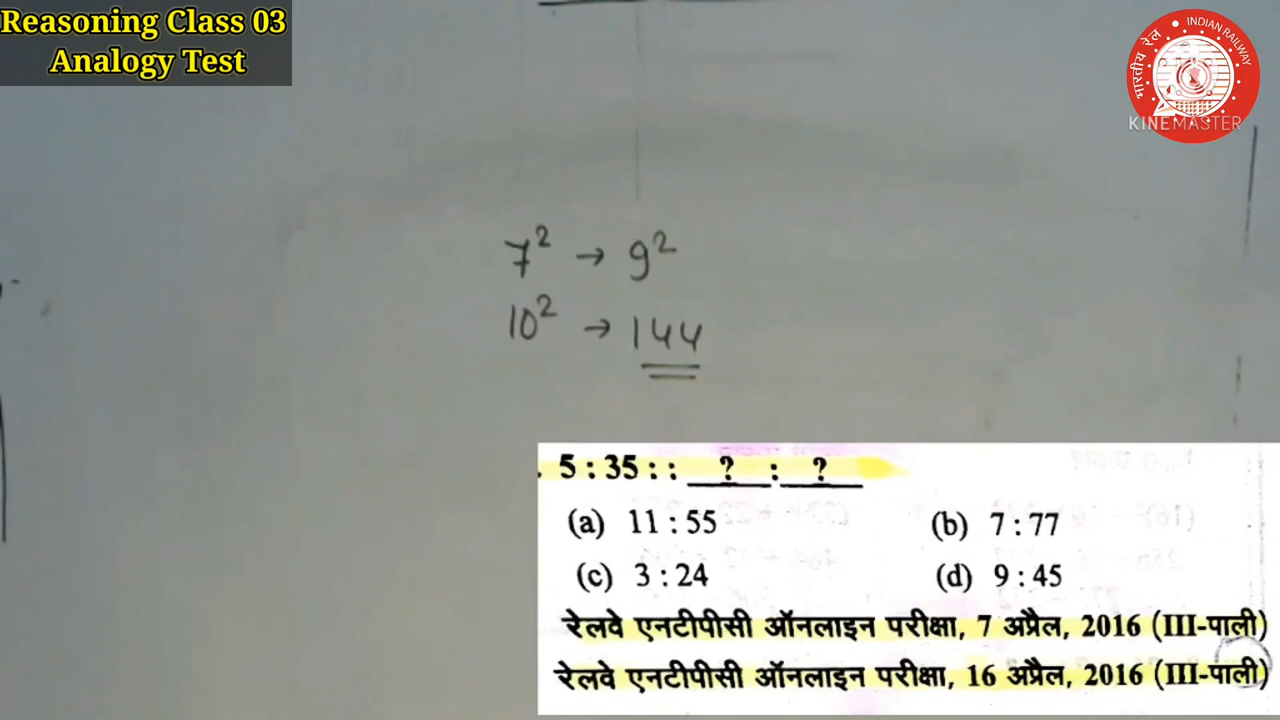 Reasoning Class 03
Analogy Test
भारतीय रेल
INDIAN RAILWAY
KINEMASTER
7² → 9²
10² → 144
. 5 : 35 : : ? : ?
(a) 11 : 55
(b) 7 : 77
(c) 3 : 24
(d) 9 : 45
रेलवे एनटीपीसी ऑनलाइन परीक्षा, 7 अप्रैल, 2016 (III-पाली)
रेलवे एनटीपीसी ऑनलाइन परीक्षा, 16 अप्रैल, 2016 (III-पाली)